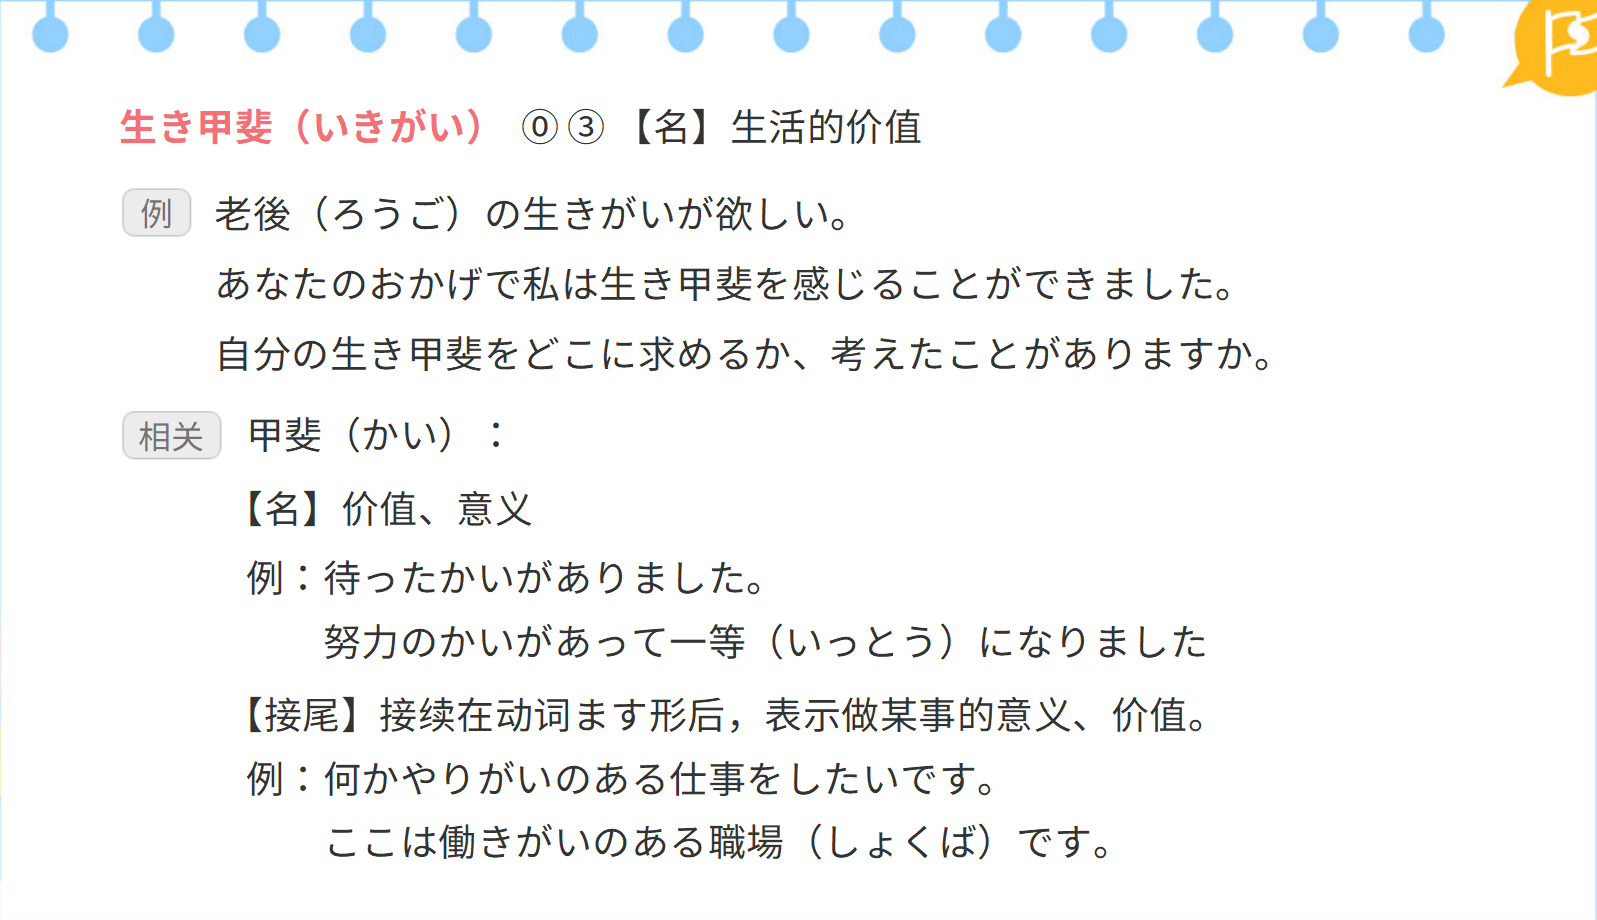 生き甲斐（いきがい） ⓪③ 【名】生活的价值
例 老後（ろうご）の生きがいが欲しい。
あなたのおかげで私は生き甲斐を感じることができました。
自分の生き甲斐をどこに求めるか、考えたことがありますか。
相关 甲斐（かい）：
【名】价值、意义
例：待ったかいがありました。
努力のかいがあって一等（いっとう）になりました
【接尾】接续在动词ます形后，表示做某事的意义、价值。
例：何かやりがいのある仕事をしたいです。
ここは働きがいのある職場（しょくば）です。